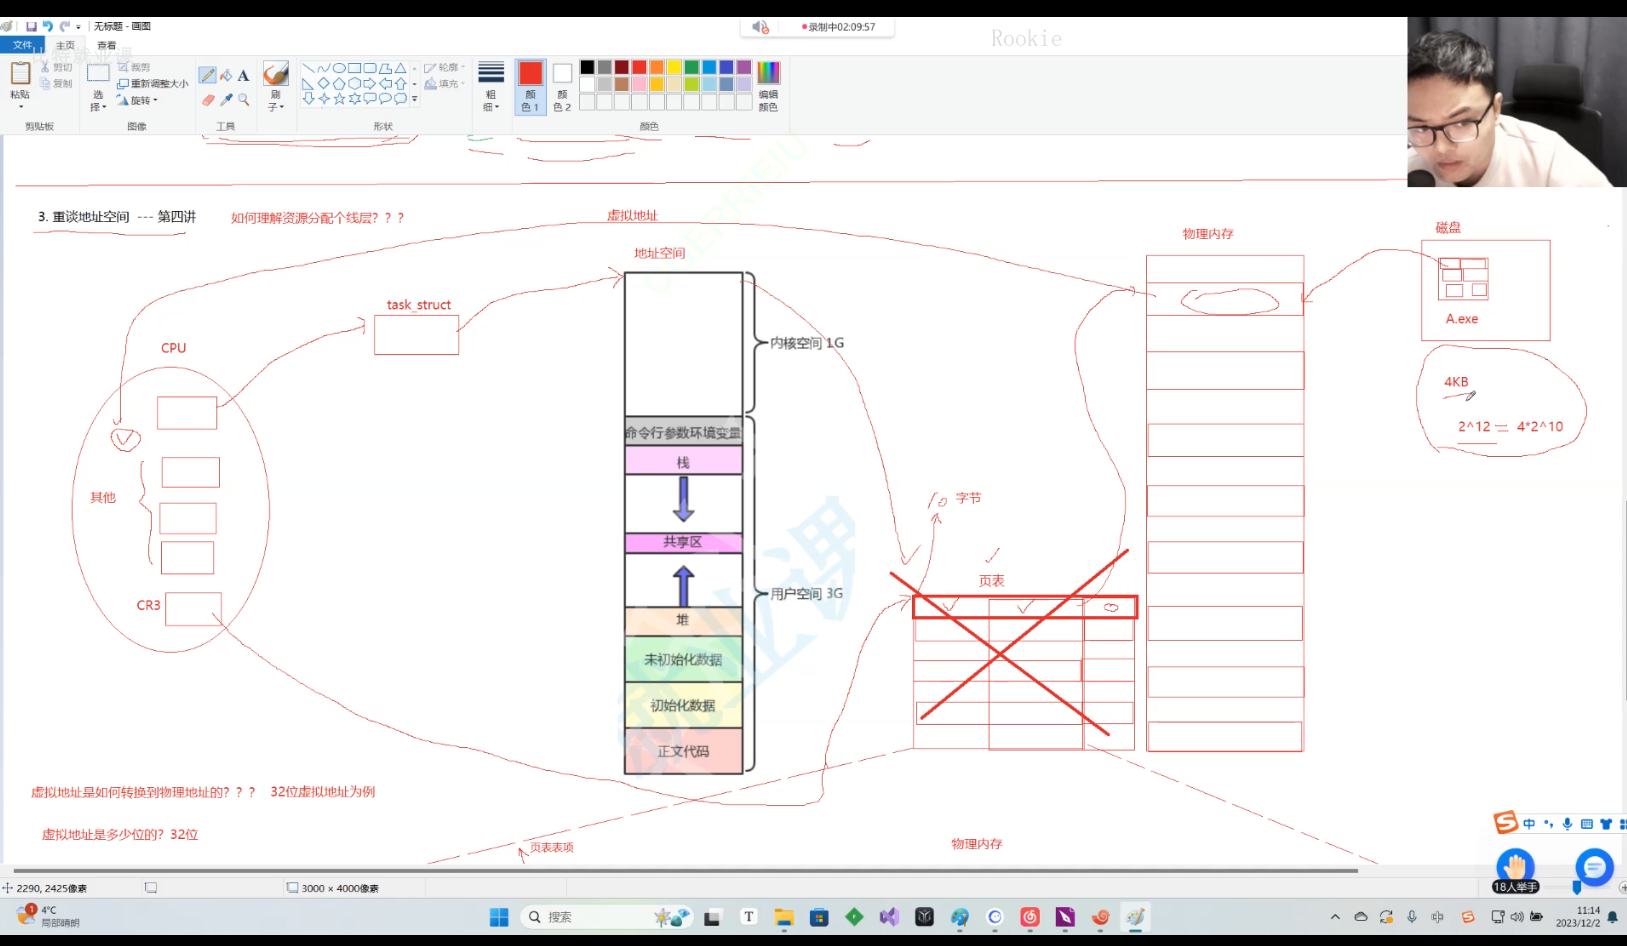 无标题 - 画图
录制中02:09:57
Rookie
文件 主页 查看
比特就业课
粘贴
剪切
复制
剪贴板
选择
裁剪
重新调整大小
旋转
图像
A
工具
刷子
形状
轮廓
填充
粗细
颜色 1
颜色 2
编辑颜色
颜色
3. 重谈地址空间 --- 第四讲
如何理解资源分配个线层？？？
虚拟地址
地址空间
物理内存
磁盘
task_struct
A.exe
CPU
内核空间 1G
4KB
2^12 = 4*2^10
命令行参数环境变量
栈
其他
10 字节
共享区
页表
CR3
用户空间 3G
堆
未初始化数据
初始化数据
正文代码
就业课
虚拟地址是如何转换到物理地址的？？？ 32位虚拟地址为例
虚拟地址是多少位的？32位
页表表项
物理内存
中
18人举手
2290, 2425像素
3000 × 4000像素
1
4°C
局部晴朗
搜索
T
中
11:14
2023/12/2